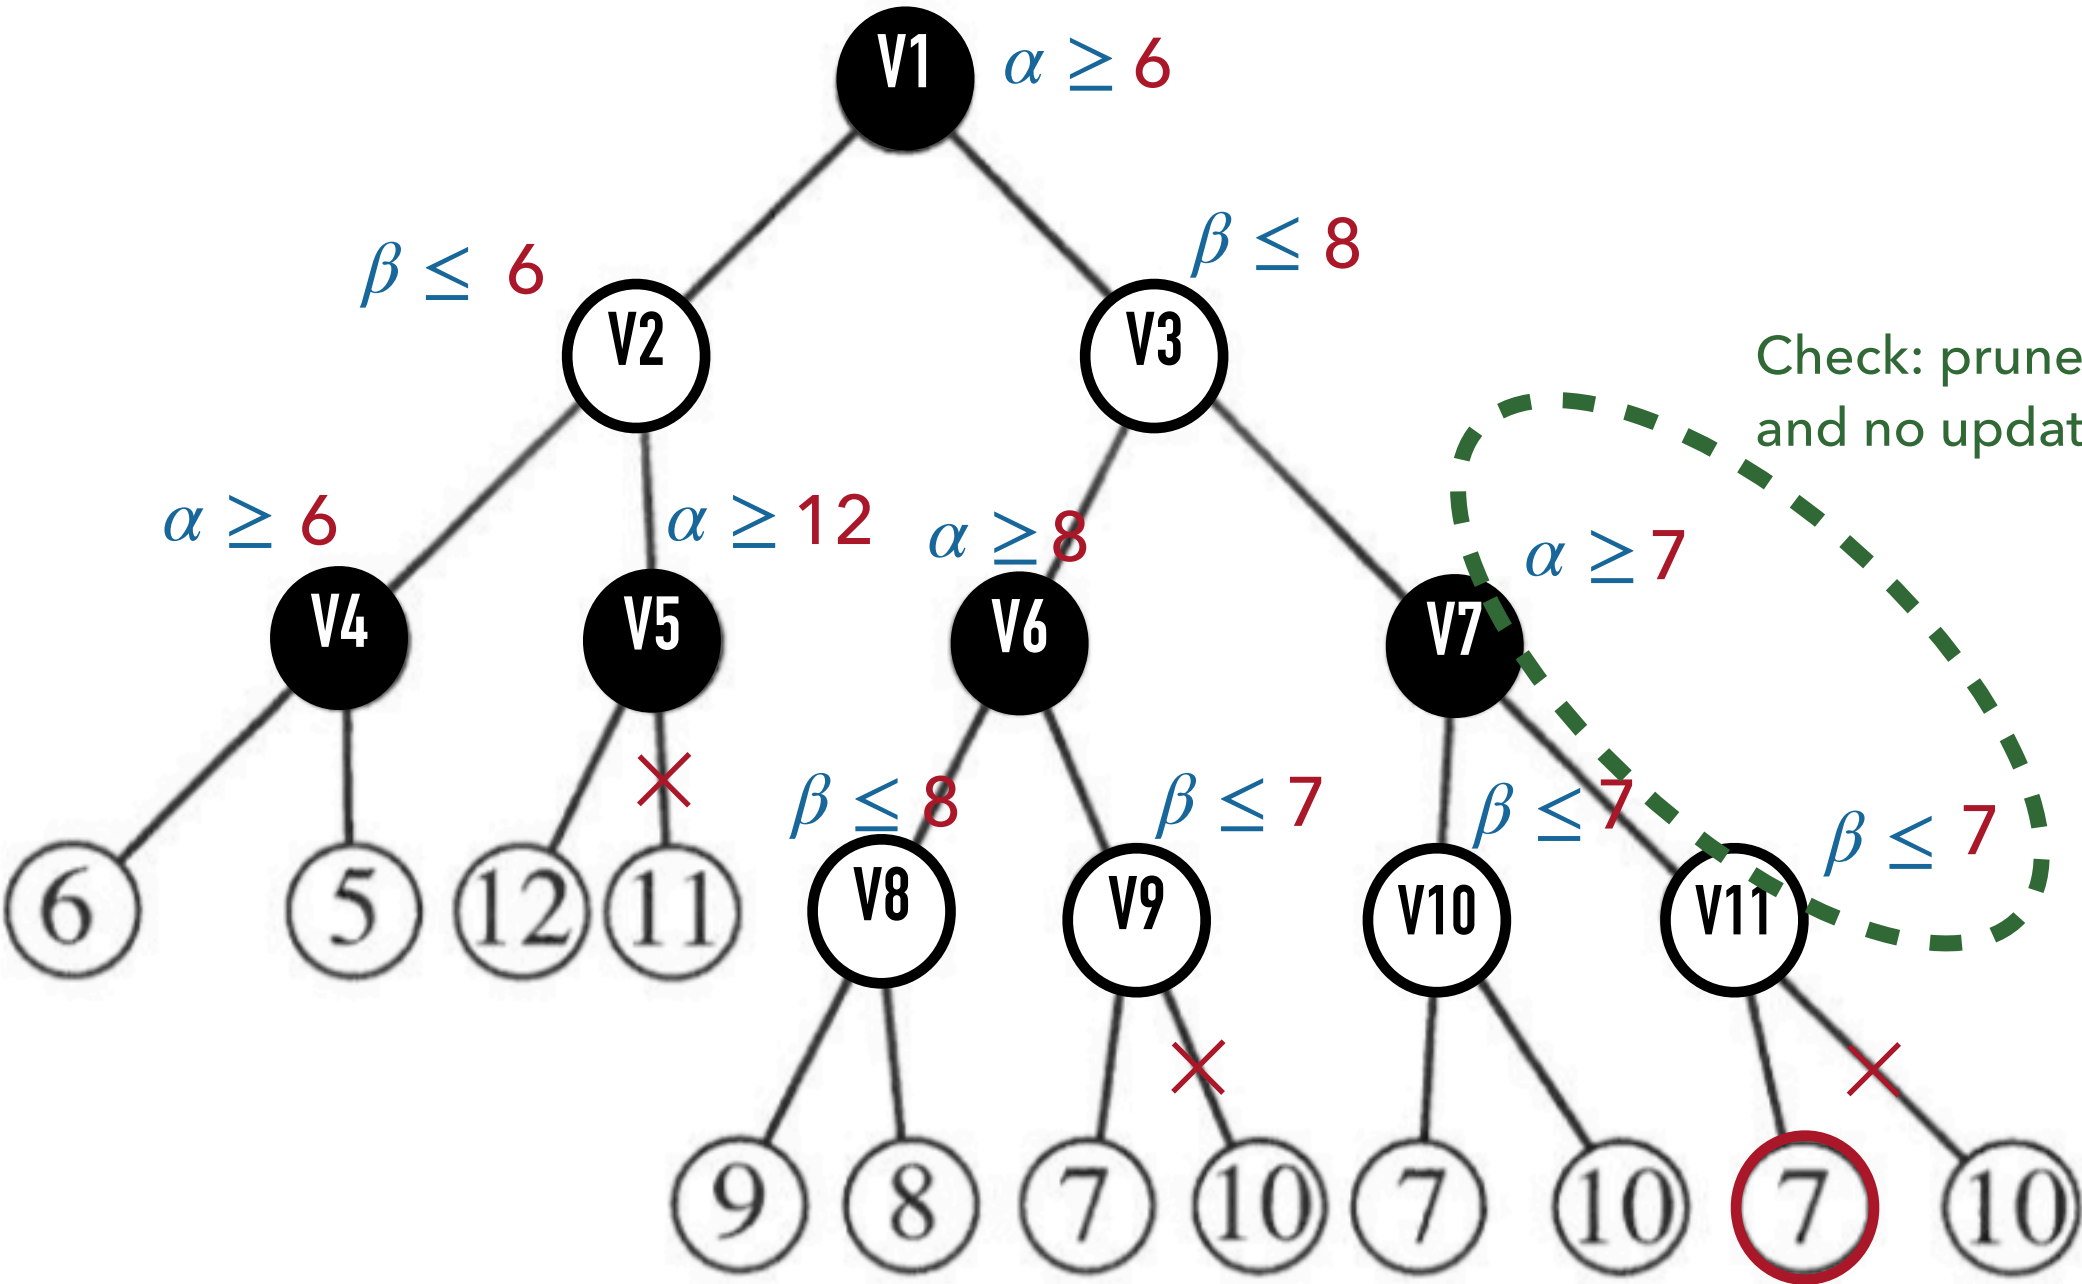 V1 α ≥ 6
β ≤ 6
β ≤ 8
V2
V3
Check: prune
and no updat
α ≥ 6
α ≥ 12
α ≥ 8
α ≥ 7
V4
V5
V6
V7
β ≤ 8
β ≤ 7
β ≤ 7
β ≤ 7
6
5
12
11
V8
V9
V10
V11
9
8
7
10
7
10
7
10